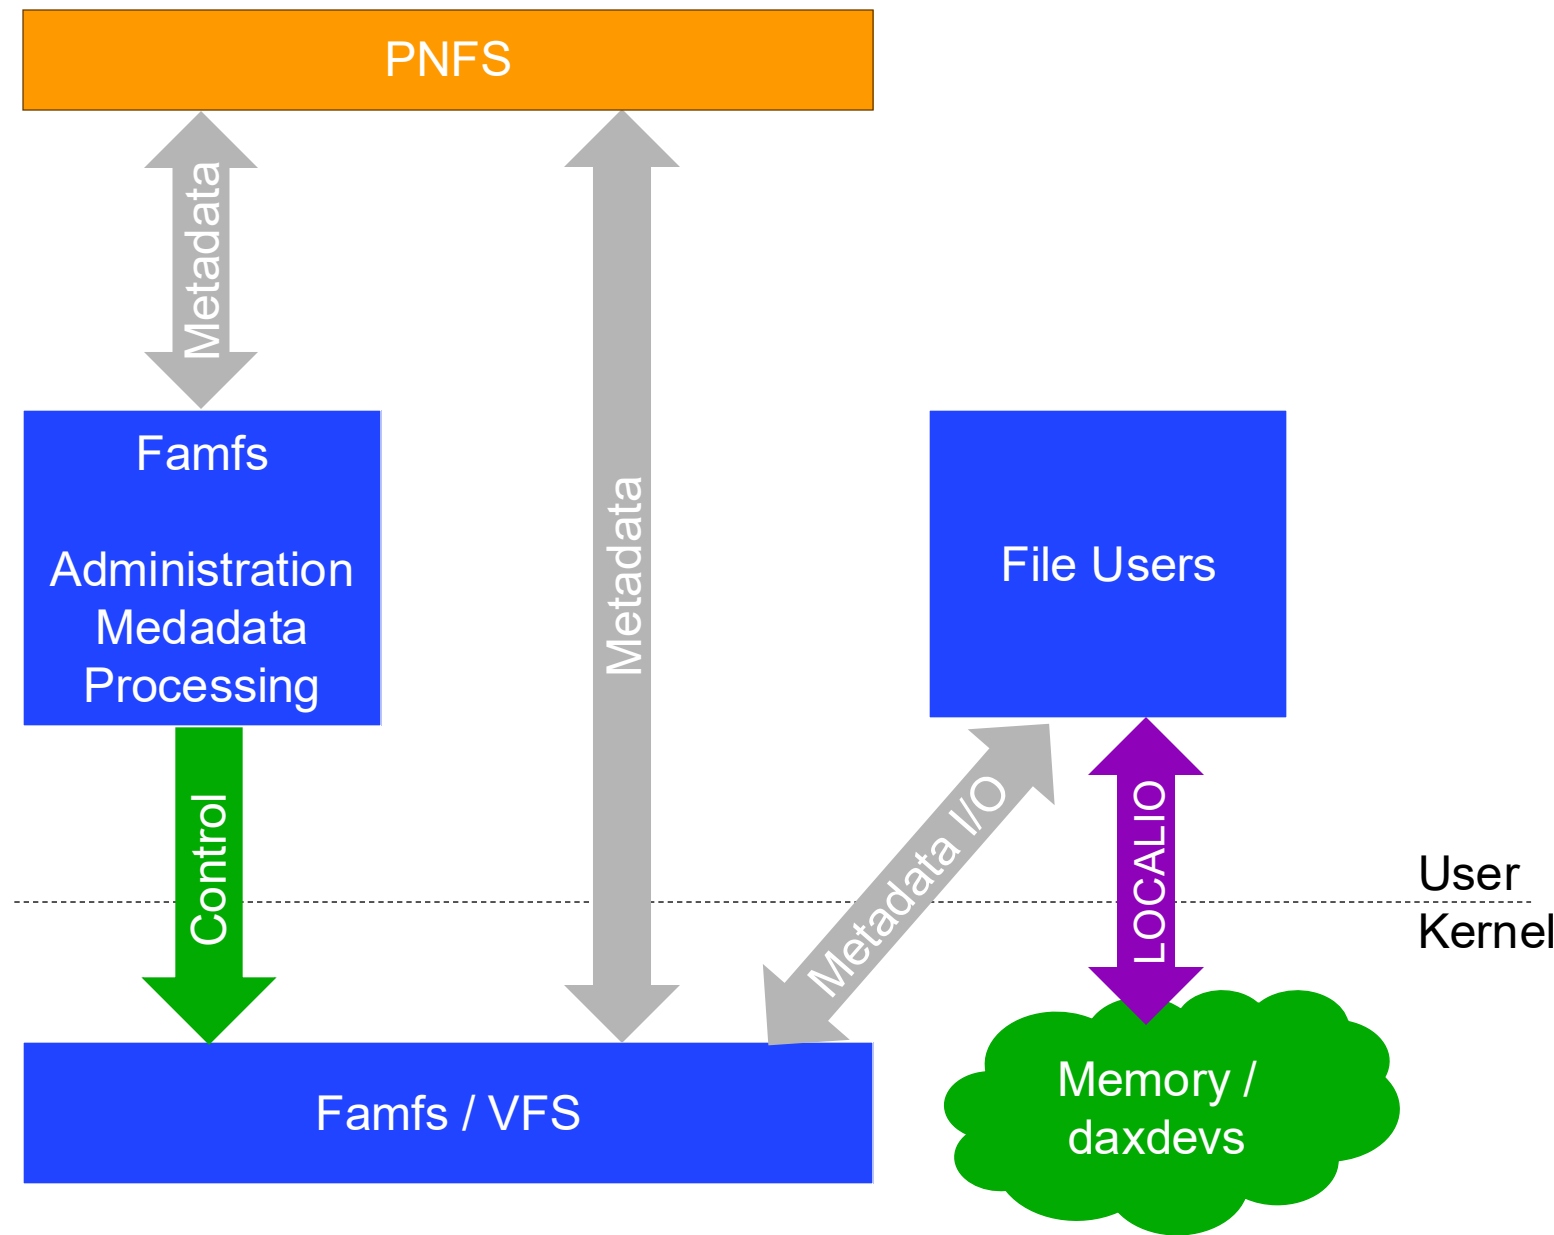 PNFS
Metadata
Metadata
Famfs
Administration
Medadata
Processing
File Users
Control
Metadata I/O
LOCALIO
User
Kernel
Famfs / VFS
Memory /
daxdevs